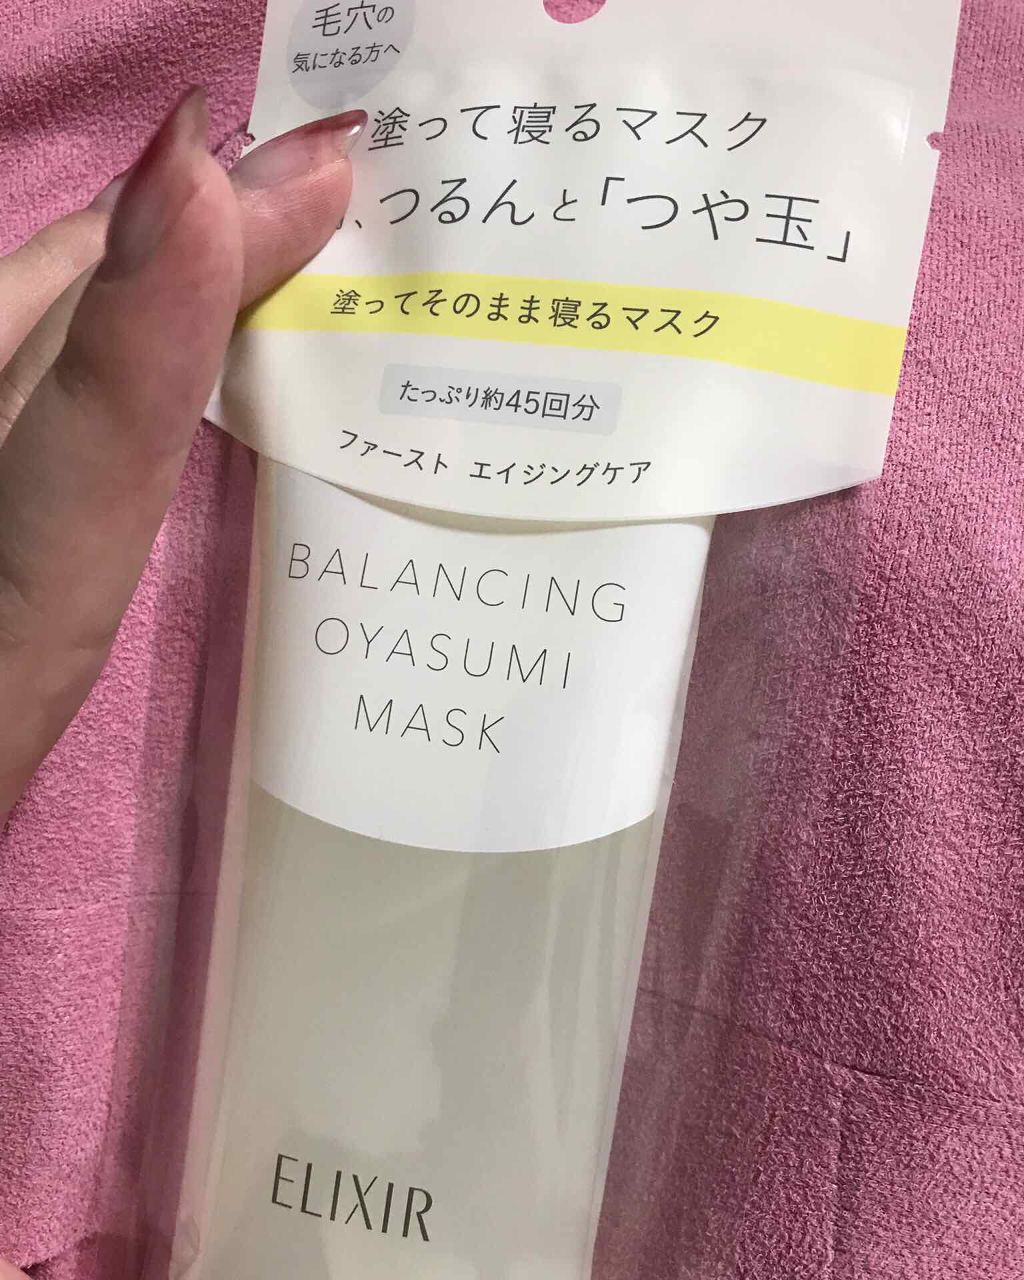 毛穴の
気になる方へ
塗って寝るマスク
、つるんと「つや玉」
塗ってそのまま寝るマスク
たっぷり約45回分
ファースト エイジングケア
BALANCING
OYASUMI
MASK
ELIXIR